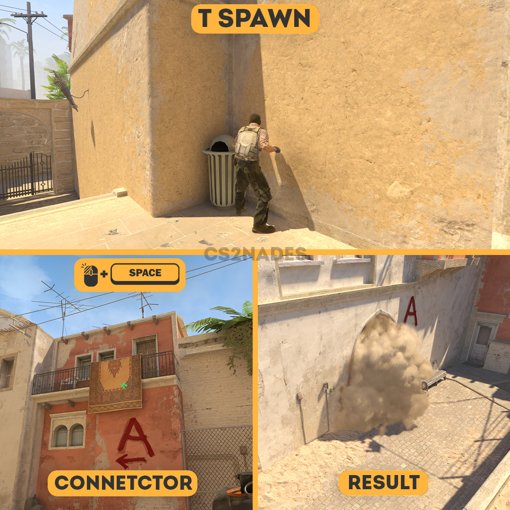 T SPAWN
CS2NADES
+ SPACE
A
A
CONNETCTOR
RESULT